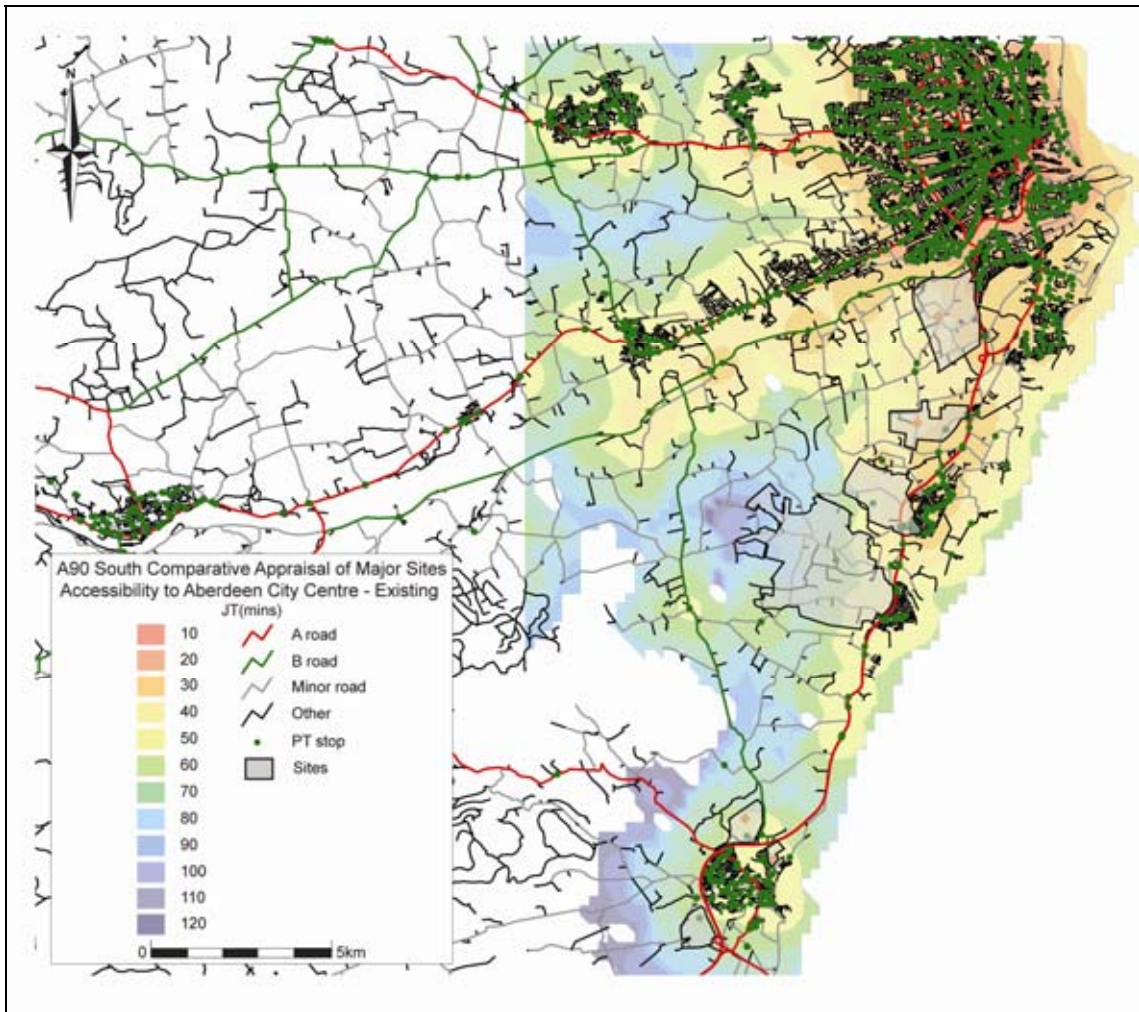 N
A90 South Comparative Appraisal of Major Sites
Accessibility to Aberdeen City Centre - Existing
JT(mins)
10
20
30
40
50
60
70
80
90
100
110
120
A road
B road
Minor road
Other
PT stop
Sites
0
5km